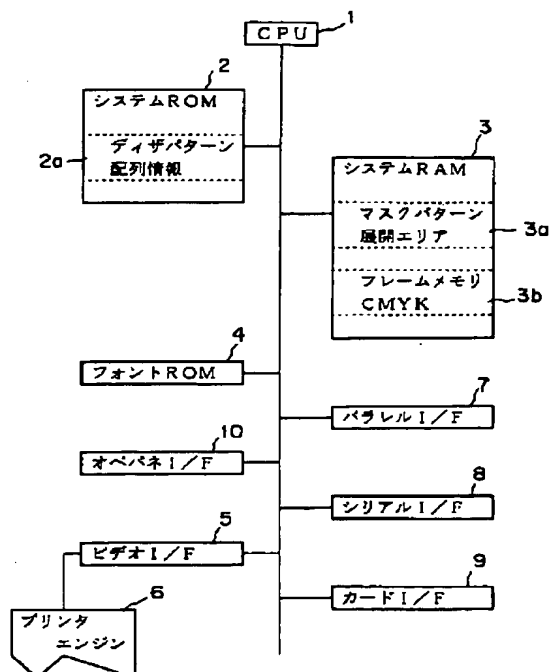 1
CPU
2
システムROM
ディザパターン
配列情報
2a
3
システムRAM
マスクパターン
展開エリア
3a
フレームメモリ
CMYK
3b
4
フォントROM
7
パラレルI/F
10
オペパネI/F
8
シリアルI/F
5
ビデオI/F
9
カードI/F
6
プリンタ
エンジン